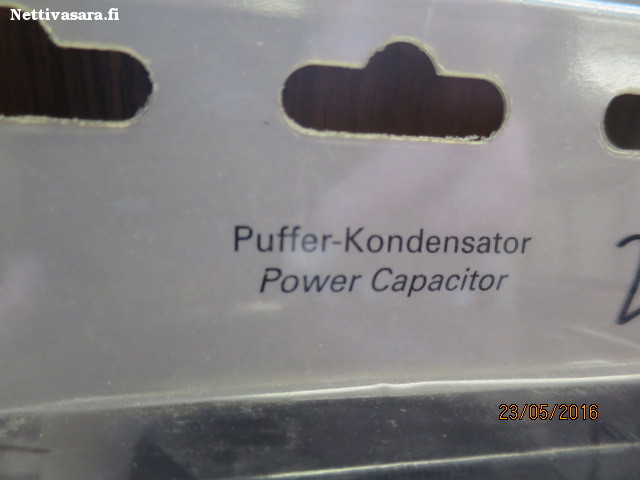 Nettivasara.fi
Puffer-Kondensator
Power Capacitor
23/05/2016